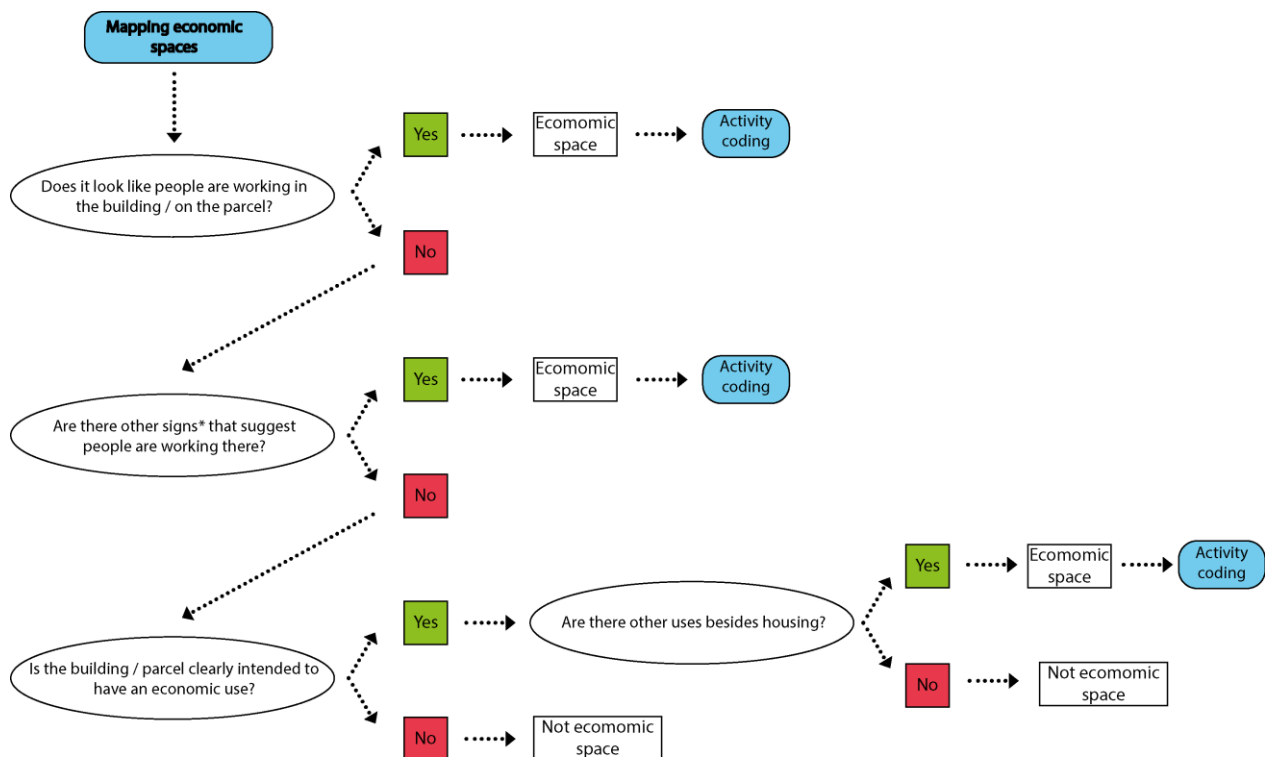 Mapping economic
spaces
Does it look like people are working in
the building / on the parcel?
Yes
Ecomomic
space
Activity
coding
No
Are there other signs* that suggest
people are working there?
Yes
Ecomomic
space
Activity
coding
No
Is the building / parcel clearly intended to
have an economic use?
Yes
Are there other uses besides housing?
Yes
Ecomomic
space
Activity
coding
No
Not ecomomic
space
No
Not ecomomic
space